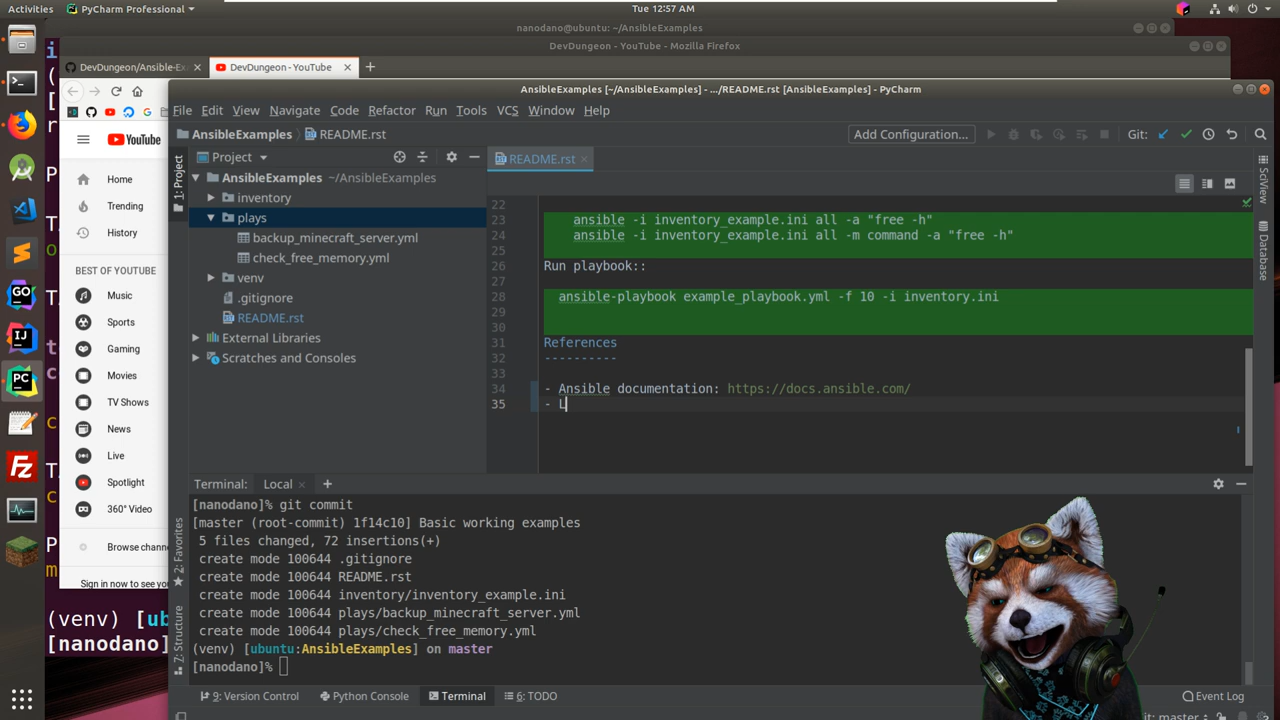 Activities
PyCharm Professional
Tue 12:57 AM
nanodano@ubuntu: ~/AnsibleExamples
DevDungeon - YouTube - Mozilla Firefox
DevDungeon/Ansible-Ex
DevDungeon - YouTube
AnsibleExamples [~/AnsibleExamples] - .../README.rst [AnsibleExamples] - PyCharm
File Edit View Navigate Code Refactor Run Tools VCS Window Help
AnsibleExamples README.rst
Add Configuration...
Git:
YouTube
Home
Trending
History
BEST OF YOUTUBE
Music
Sports
Gaming
Movies
TV Shows
News
Live
Spotlight
360° Video
Browse chann
Sign in now to see you
1: Project
2: Favorites
7: Structure
Project
AnsibleExamples ~/AnsibleExamples
inventory
plays
backup_minecraft_server.yml
check_free_memory.yml
venv
.gitignore
README.rst
External Libraries
Scratches and Consoles
README.rst
22
23 ansible -i inventory_example.ini all -a "free -h"
24 ansible -i inventory_example.ini all -m command -a "free -h"
25
26 Run playbook::
27
28 ansible-playbook example_playbook.yml -f 10 -i inventory.ini
29
30
31 References
32 ----------
33
34 - Ansible documentation: https://docs.ansible.com/
35 - L
SciView
Database
Terminal: Local
[nanodano]% git commit
[master (root-commit) 1f14c10] Basic working examples
5 files changed, 72 insertions(+)
create mode 100644 .gitignore
create mode 100644 README.rst
create mode 100644 inventory/inventory_example.ini
create mode 100644 plays/backup_minecraft_server.yml
create mode 100644 plays/check_free_memory.yml
(venv) [ubuntu:AnsibleExamples] on master
[nanodano]%
(venv) [ub
[nanodano]
9: Version Control
Python Console
Terminal
6: TODO
Event Log
it: master